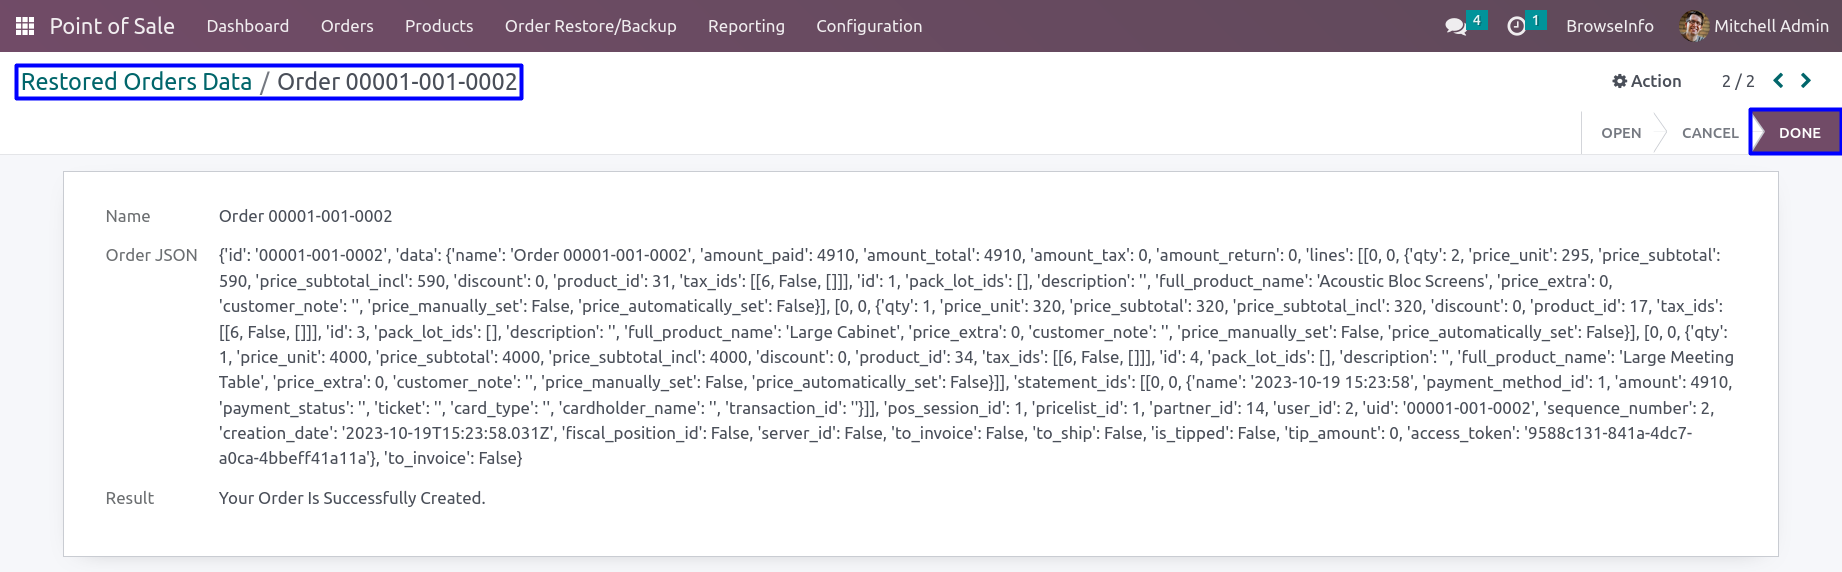 Point of Sale Dashboard Orders Products Order Restore/Backup Reporting Configuration 4 1 BrowseInfo Mitchell Admin
Restored Orders Data / Order 00001-001-0002 Action 2 / 2
OPEN CANCEL DONE
Name Order 00001-001-0002
Order JSON {'id': '00001-001-0002', 'data': {'name': 'Order 00001-001-0002', 'amount_paid': 4910, 'amount_total': 4910, 'amount_tax': 0, 'amount_return': 0, 'lines': [[0, 0, {'qty': 2, 'price_unit': 295, 'price_subtotal':
590, 'price_subtotal_incl': 590, 'discount': 0, 'product_id': 31, 'tax_ids': [[6, False, []]], 'id': 1, 'pack_lot_ids': [], 'description': '', 'full_product_name': 'Acoustic Bloc Screens', 'price_extra': 0,
'customer_note': '', 'price_manually_set': False, 'price_automatically_set': False}], [0, 0, {'qty': 1, 'price_unit': 320, 'price_subtotal': 320, 'price_subtotal_incl': 320, 'discount': 0, 'product_id': 17, 'tax_ids':
[[6, False, []]], 'id': 3, 'pack_lot_ids': [], 'description': '', 'full_product_name': 'Large Cabinet', 'price_extra': 0, 'customer_note': '', 'price_manually_set': False, 'price_automatically_set': False}], [0, 0, {'qty':
1, 'price_unit': 4000, 'price_subtotal': 4000, 'price_subtotal_incl': 4000, 'discount': 0, 'product_id': 34, 'tax_ids': [[6, False, []]], 'id': 4, 'pack_lot_ids': [], 'description': '', 'full_product_name': 'Large Meeting
Table', 'price_extra': 0, 'customer_note': '', 'price_manually_set': False, 'price_automatically_set': False}]], 'statement_ids': [[0, 0, {'name': '2023-10-19 15:23:58', 'payment_method_id': 1, 'amount': 4910,
'payment_status': '', 'ticket': '', 'card_type': '', 'cardholder_name': '', 'transaction_id': ''}]], 'pos_session_id': 1, 'pricelist_id': 1, 'partner_id': 14, 'user_id': 2, 'uid': '00001-001-0002', 'sequence_number': 2,
'creation_date': '2023-10-19T15:23:58.031Z', 'fiscal_position_id': False, 'server_id': False, 'to_invoice': False, 'to_ship': False, 'is_tipped': False, 'tip_amount': 0, 'access_token': '9588c131-841a-4dc7-
a0ca-4bbeff41a11a'}, 'to_invoice': False}
Result Your Order Is Successfully Created.